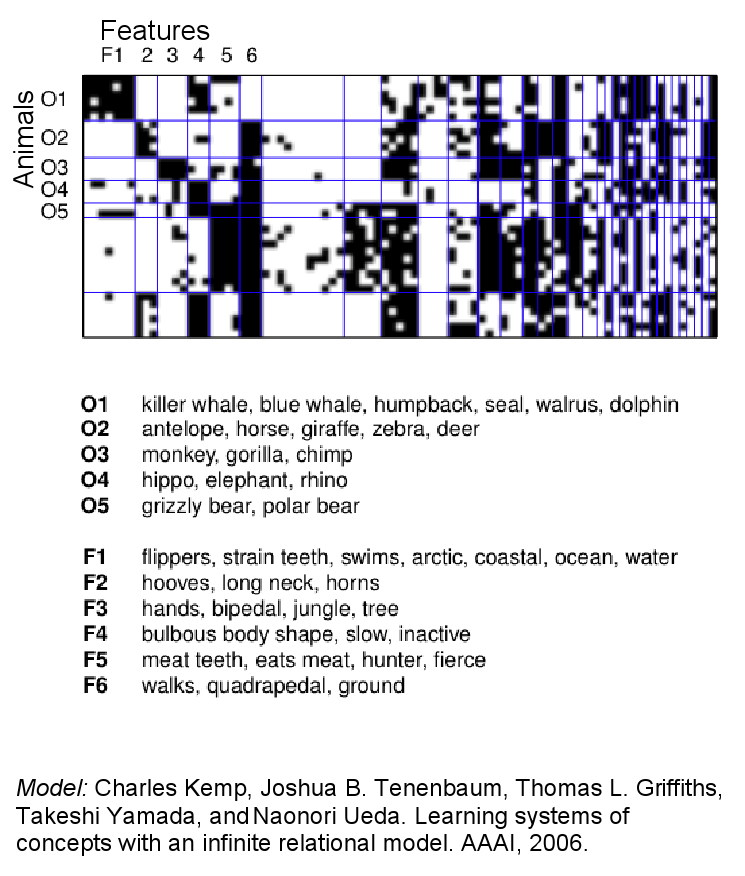 Features
F1 2 3 4 5 6
Animals
O1
O2
O3
O4
O5
O1 killer whale, blue whale, humpback, seal, walrus, dolphin
O2 antelope, horse, giraffe, zebra, deer
O3 monkey, gorilla, chimp
O4 hippo, elephant, rhino
O5 grizzly bear, polar bear
F1 flippers, strain teeth, swims, arctic, coastal, ocean, water
F2 hooves, long neck, horns
F3 hands, bipedal, jungle, tree
F4 bulbous body shape, slow, inactive
F5 meat teeth, eats meat, hunter, fierce
F6 walks, quadrapedal, ground
Model: Charles Kemp, Joshua B. Tenenbaum, Thomas L. Griffiths,
Takeshi Yamada, and Naonori Ueda. Learning systems of
concepts with an infinite relational model. AAAI, 2006.